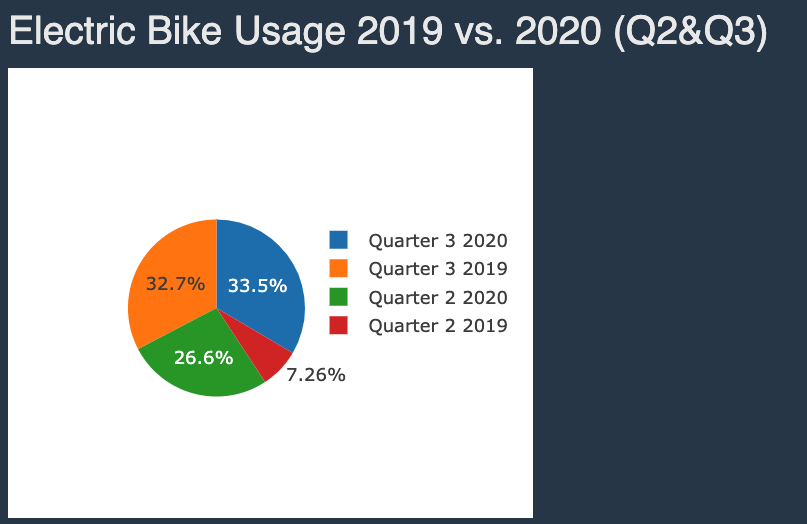 Electric Bike Usage 2019 vs. 2020 (Q2&Q3)
Quarter 3 2020
Quarter 3 2019
Quarter 2 2020
Quarter 2 2019
32.7%
33.5%
26.6%
7.26%